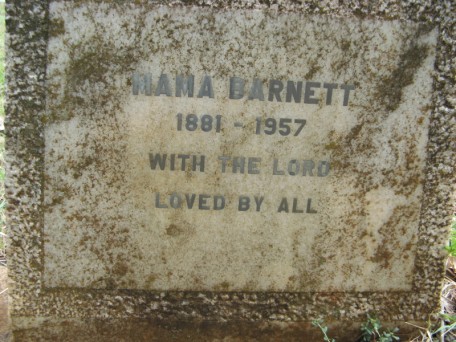 MAMA BARNETT
1881 - 1957
WITH THE LORD
LOVED BY ALL